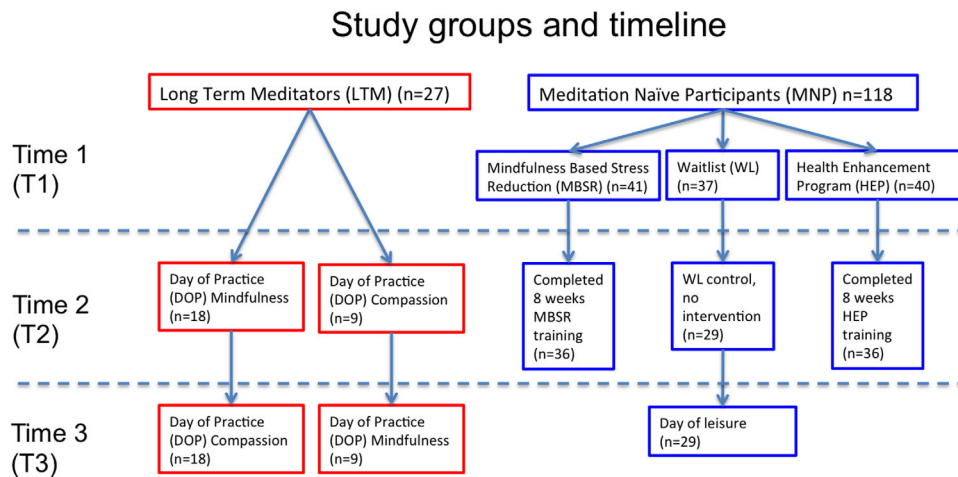 Study groups and timeline
Long Term Meditators (LTM) (n=27)
Meditation Naïve Participants (MNP) n=118
Time 1
(T1)
Mindfulness Based Stress
Reduction (MBSR) (n=41)
Waitlist (WL)
(n=37)
Health Enhancement
Program (HEP) (n=40)
Time 2
(T2)
Day of Practice
(DOP) Mindfulness
(n=18)
Day of Practice
(DOP) Compassion
(n=9)
Completed
8 weeks
MBSR
training
(n=36)
WL control,
no
intervention
(n=29)
Completed
8 weeks
HEP
training
(n=36)
Time 3
(T3)
Day of Practice
(DOP) Compassion
(n=18)
Day of Practice
(DOP) Mindfulness
(n=9)
Day of leisure
(n=29)